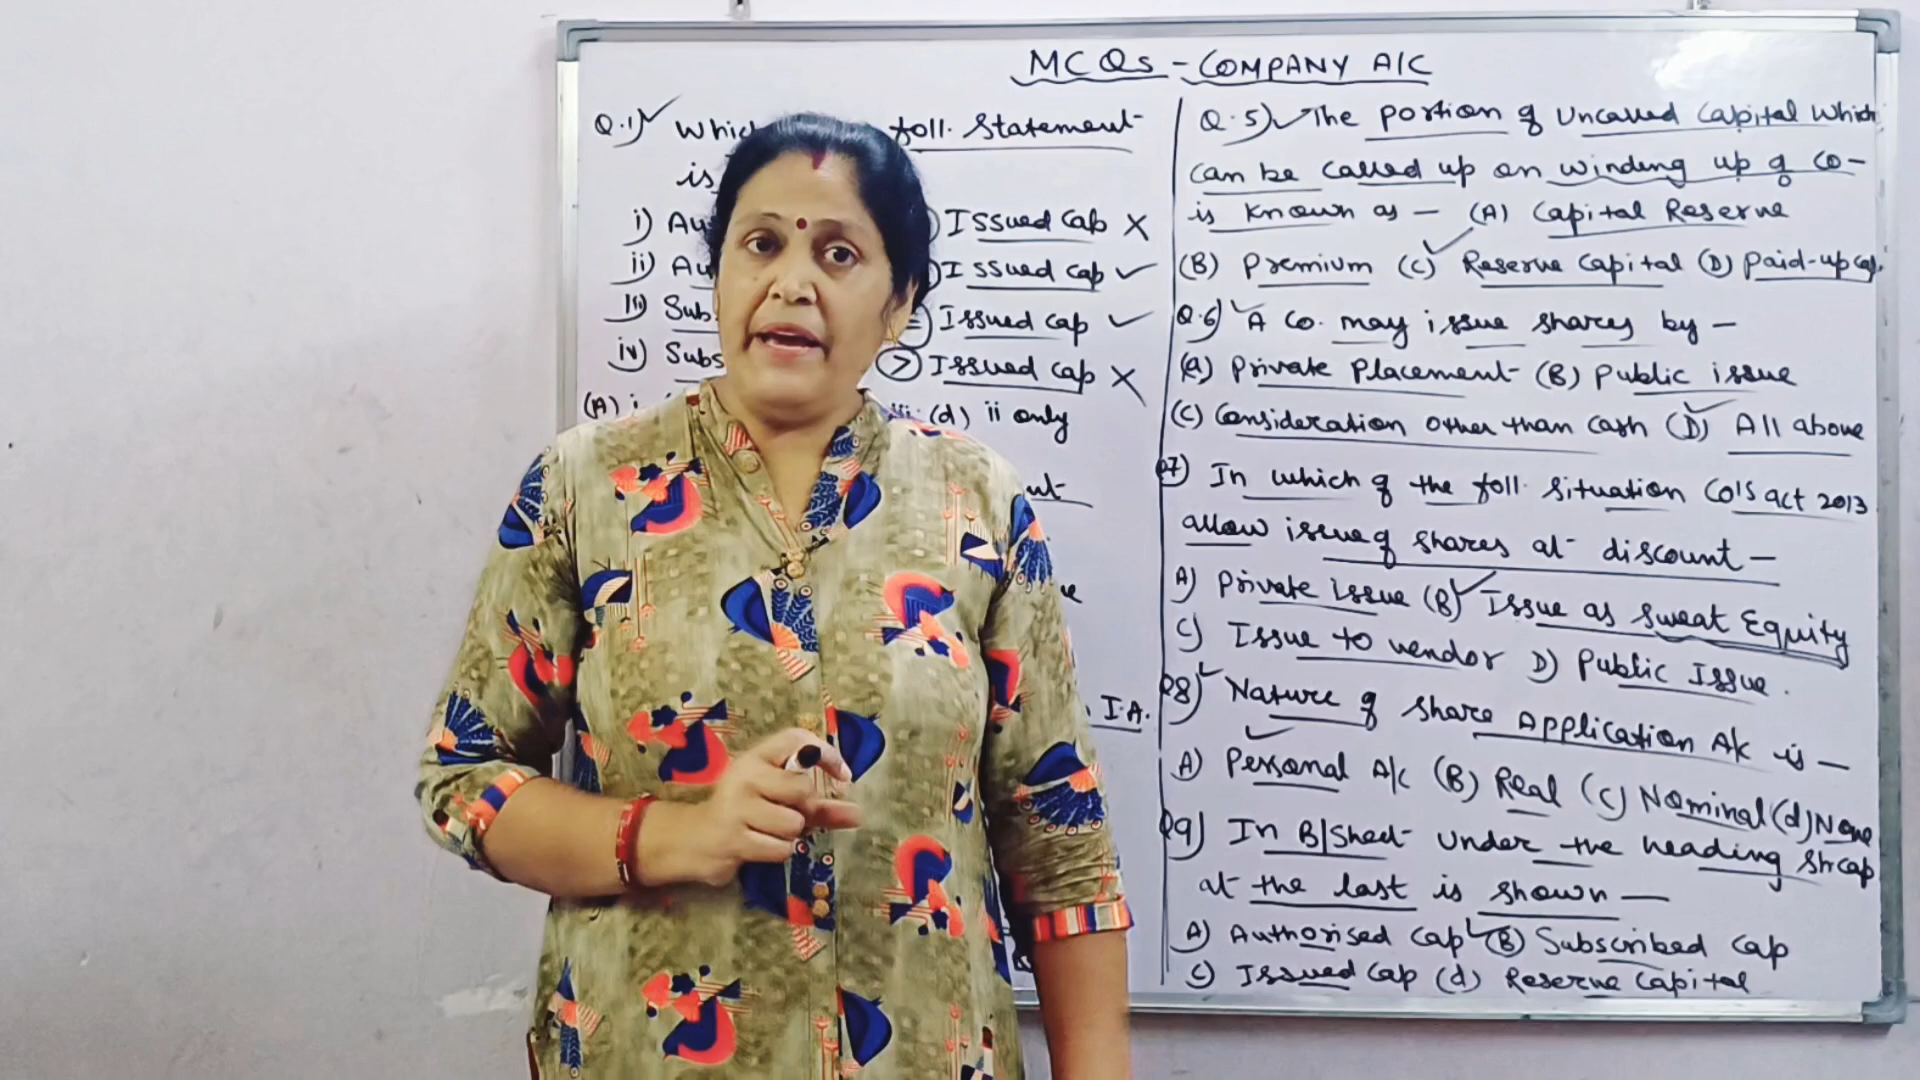 MCQs - COMPANY A/C
Q.1) foll. Statement
is
i) Issued Cap X
ii) Issued Cap ✓
iii) Sub = Issued Cap ✓
iv) Subs > Issued Cap X
(A) i (d) ii only
I.A.
Q.5) The portion of Uncalled Capital which
can be called up on winding up of Co-
is known as - (A) Capital Reserve
(B) Premium (C) Reserve Capital (D) Paid-up Cap.
Q.6) A Co. may issue shares by -
(a) Private Placement (B) Public issue
(C) Consideration other than cash (D) All above
Q7) In which of the foll. situation Co's act 2013
allow issue of shares at discount -
A) Private issue (B) Issue as Sweat Equity
C) Issue to vendor D) Public Issue.
Q8) Nature of Share Application A/c is -
A) Personal A/c (B) Real (C) Nominal (d) None
Q9) In B/Sheet under the heading Sh cap
at the last is shown -
A) Authorised Cap (B) Subscribed Cap
C) Issued Cap (d) Reserve Capital